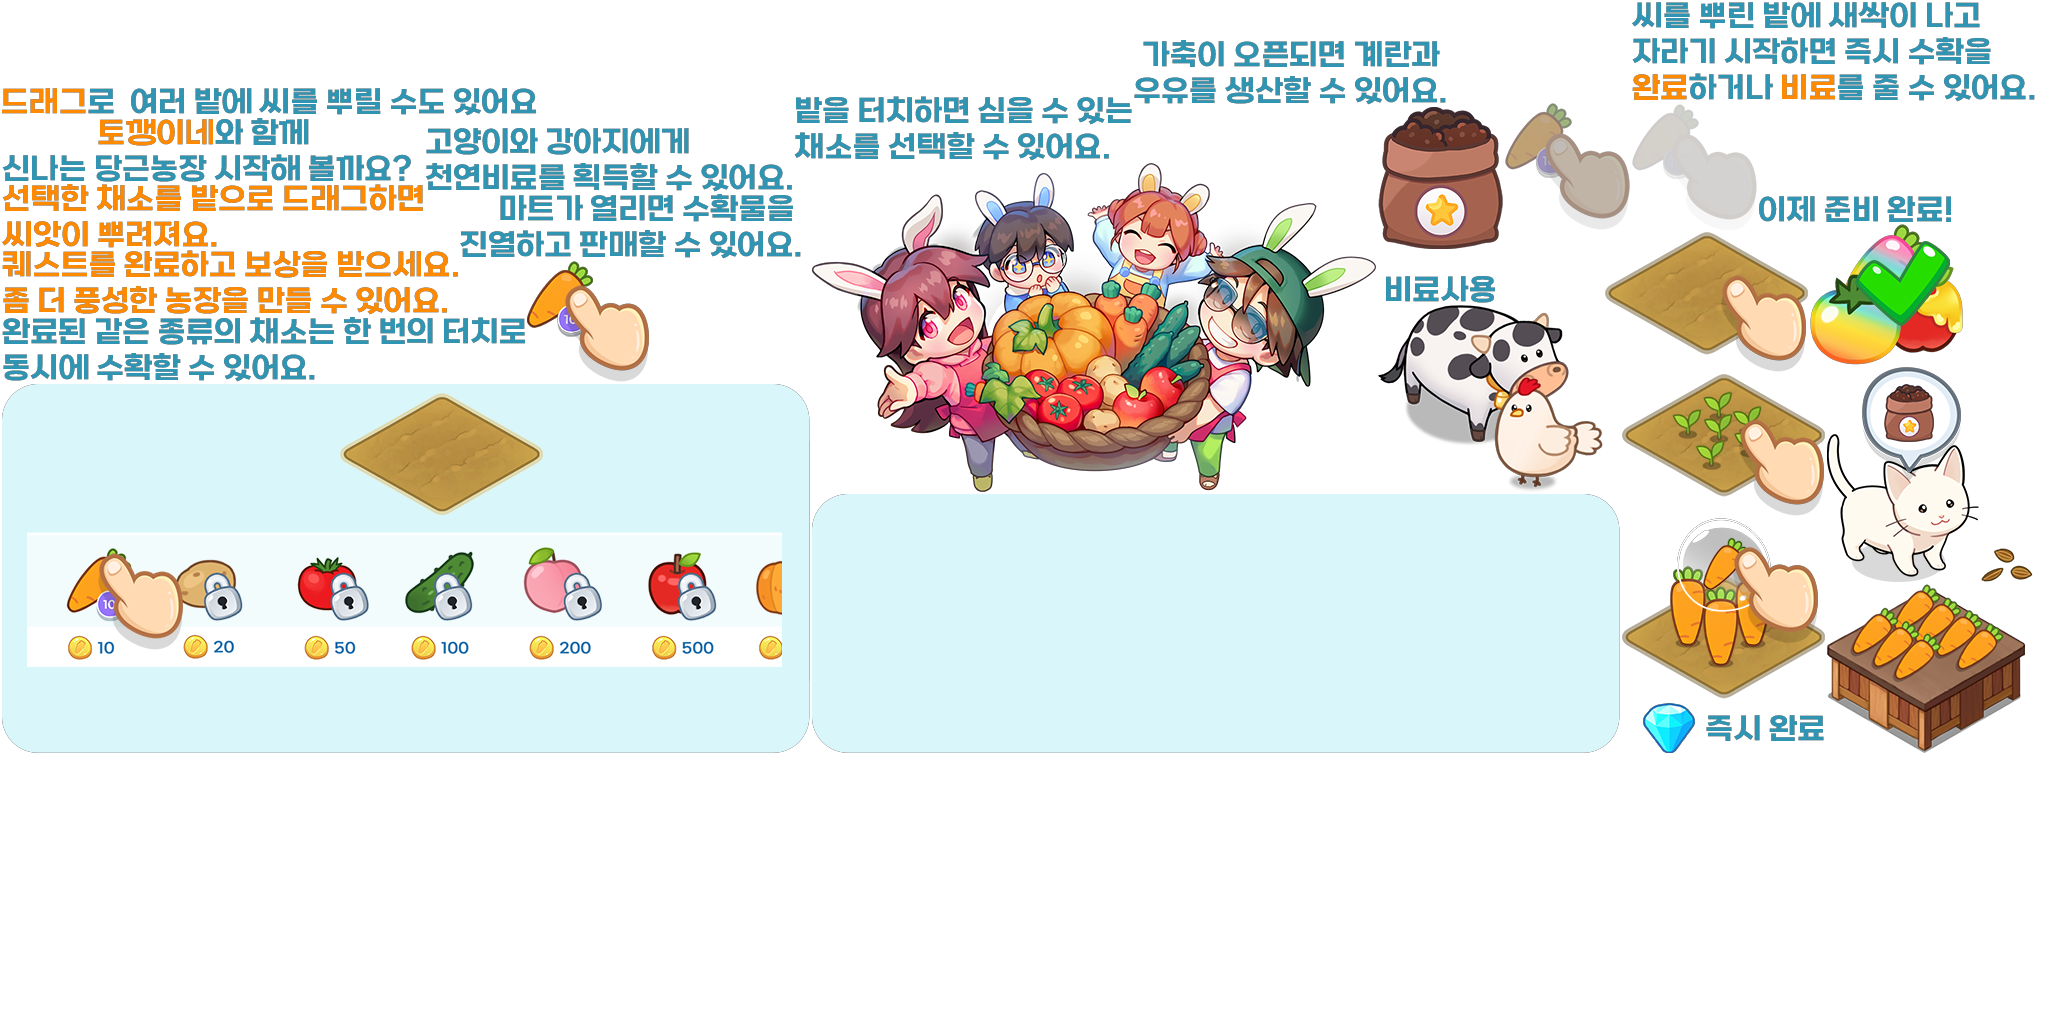 드래그로 여러 밭에 씨를 뿌릴 수도 있어요
토깽이네와 함께
신나는 당근농장 시작해 볼까요?
선택한 채소를 밭으로 드래그하면
씨앗이 뿌려져요.
퀘스트를 완료하고 보상을 받으세요.
좀 더 풍성한 농장을 만들 수 있어요.
완료된 같은 종류의 채소는 한 번의 터치로
동시에 수확할 수 있어요.
고양이와 강아지에게
천연비료를 획득할 수 있어요.
마트가 열리면 수확물을
진열하고 판매할 수 있어요.
10
밭을 터치하면 심을 수 있는
채소를 선택할 수 있어요.
가축이 오픈되면 계란과
우유를 생산할 수 있어요.
씨를 뿌린 밭에 새싹이 나고
자라기 시작하면 즉시 수확을
완료하거나 비료를 줄 수 있어요.
이제 준비 완료!
비료사용
10
10 20 50 100 200 500
즉시 완료